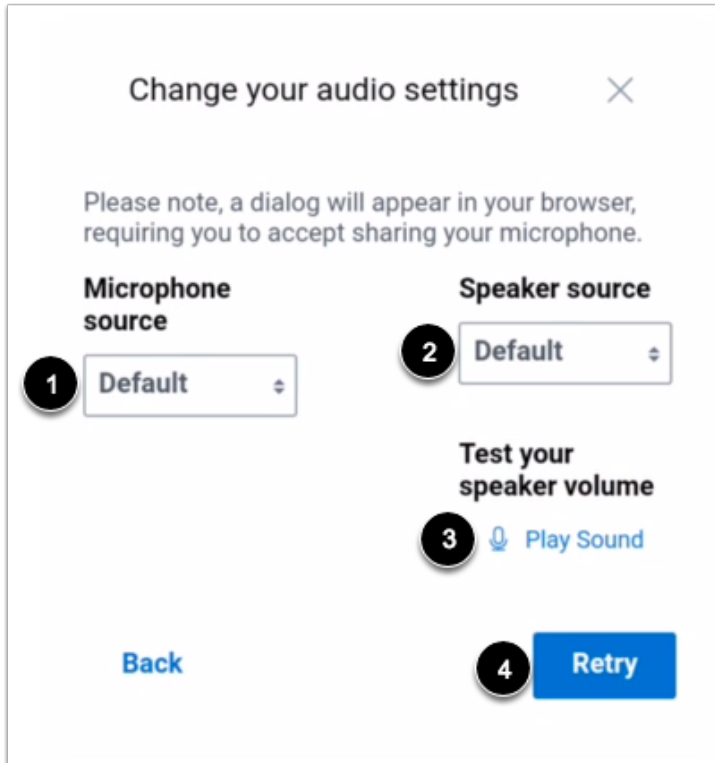 Change your audio settings
Please note, a dialog will appear in your browser,
requiring you to accept sharing your microphone.
Microphone
source
1
Default
Speaker source
2
Default
Test your
speaker volume
3
Play Sound
Back
4
Retry